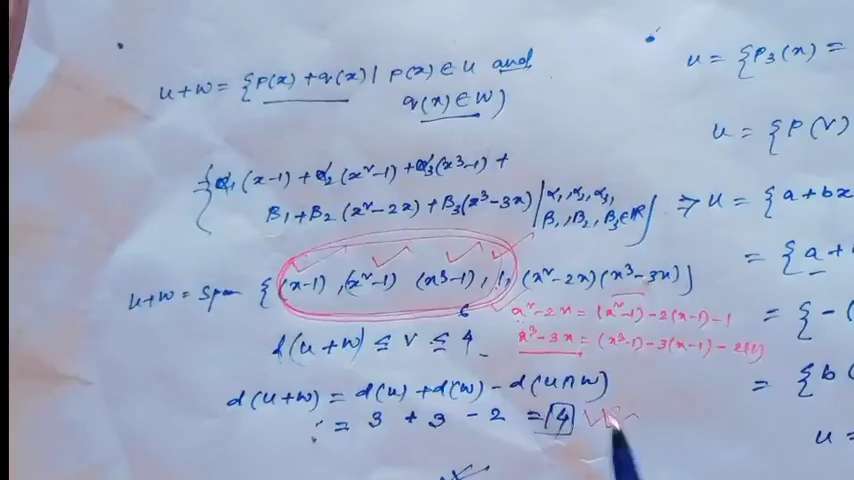 u+w = {p(x) + q(x) | p(x) ∈ u and
q(x) ∈ w}
{α1 (x-1) + α2 (x²-1) + α3 (x³-1) +
β1 + β2 (x²-2x) + β3 (x³-3x) | α1, α2, α3, β1, β2, β3 ∈ R}
u+w = span {(x-1), (x²-1) (x³-1), 1, (x²-2x) (x³-3x)}
x²-2x = (x²-1)-2(x-1)-1
x³-3x = (x³-1)-3(x-1)-2(1)
6
d(u+w) ≤ V ≤ 4
d(u+w) = d(u) + d(w) - d(u∩w)
= 3 + 3 - 2 = 4
u = {P3(x) =
u = {P(
⇒ u = {a+bx
= {a+
= {-(
= {b(
u =